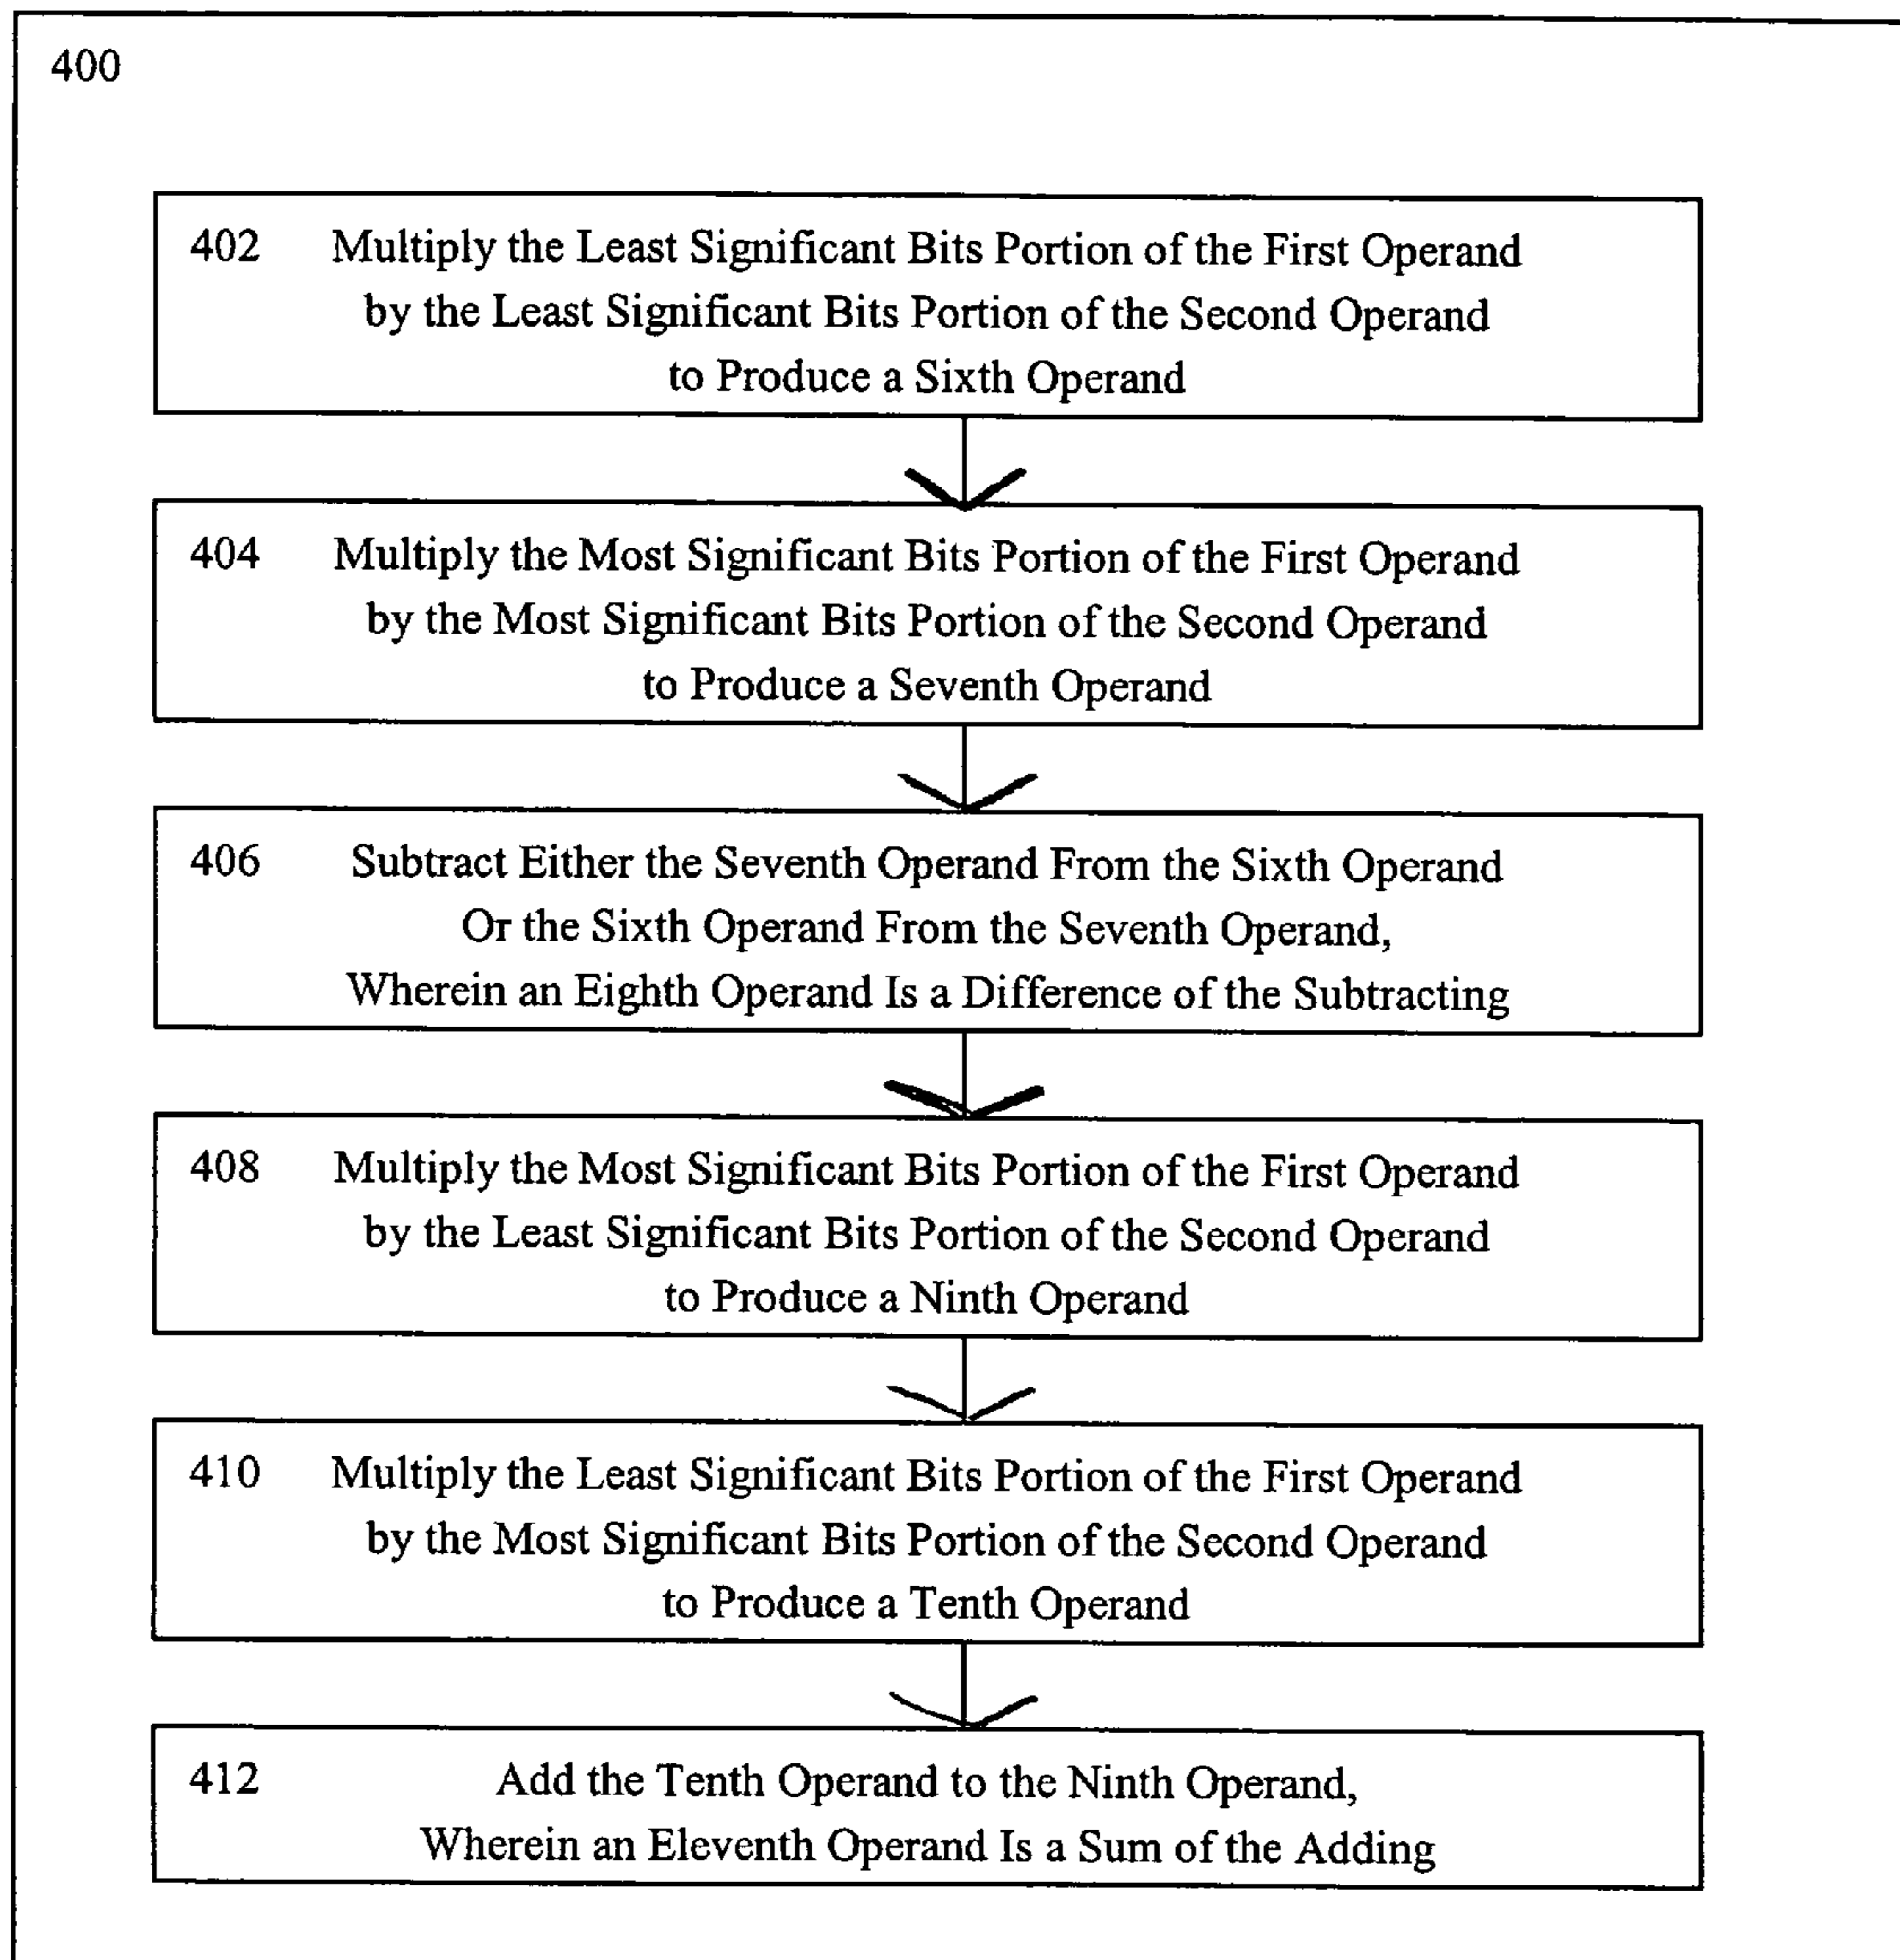 400
402 Multiply the Least Significant Bits Portion of the First Operand
by the Least Significant Bits Portion of the Second Operand
to Produce a Sixth Operand
404 Multiply the Most Significant Bits Portion of the First Operand
by the Most Significant Bits Portion of the Second Operand
to Produce a Seventh Operand
406 Subtract Either the Seventh Operand From the Sixth Operand
Or the Sixth Operand From the Seventh Operand,
Wherein an Eighth Operand Is a Difference of the Subtracting
408 Multiply the Most Significant Bits Portion of the First Operand
by the Least Significant Bits Portion of the Second Operand
to Produce a Ninth Operand
410 Multiply the Least Significant Bits Portion of the First Operand
by the Most Significant Bits Portion of the Second Operand
to Produce a Tenth Operand
412 Add the Tenth Operand to the Ninth Operand,
Wherein an Eleventh Operand Is a Sum of the Adding